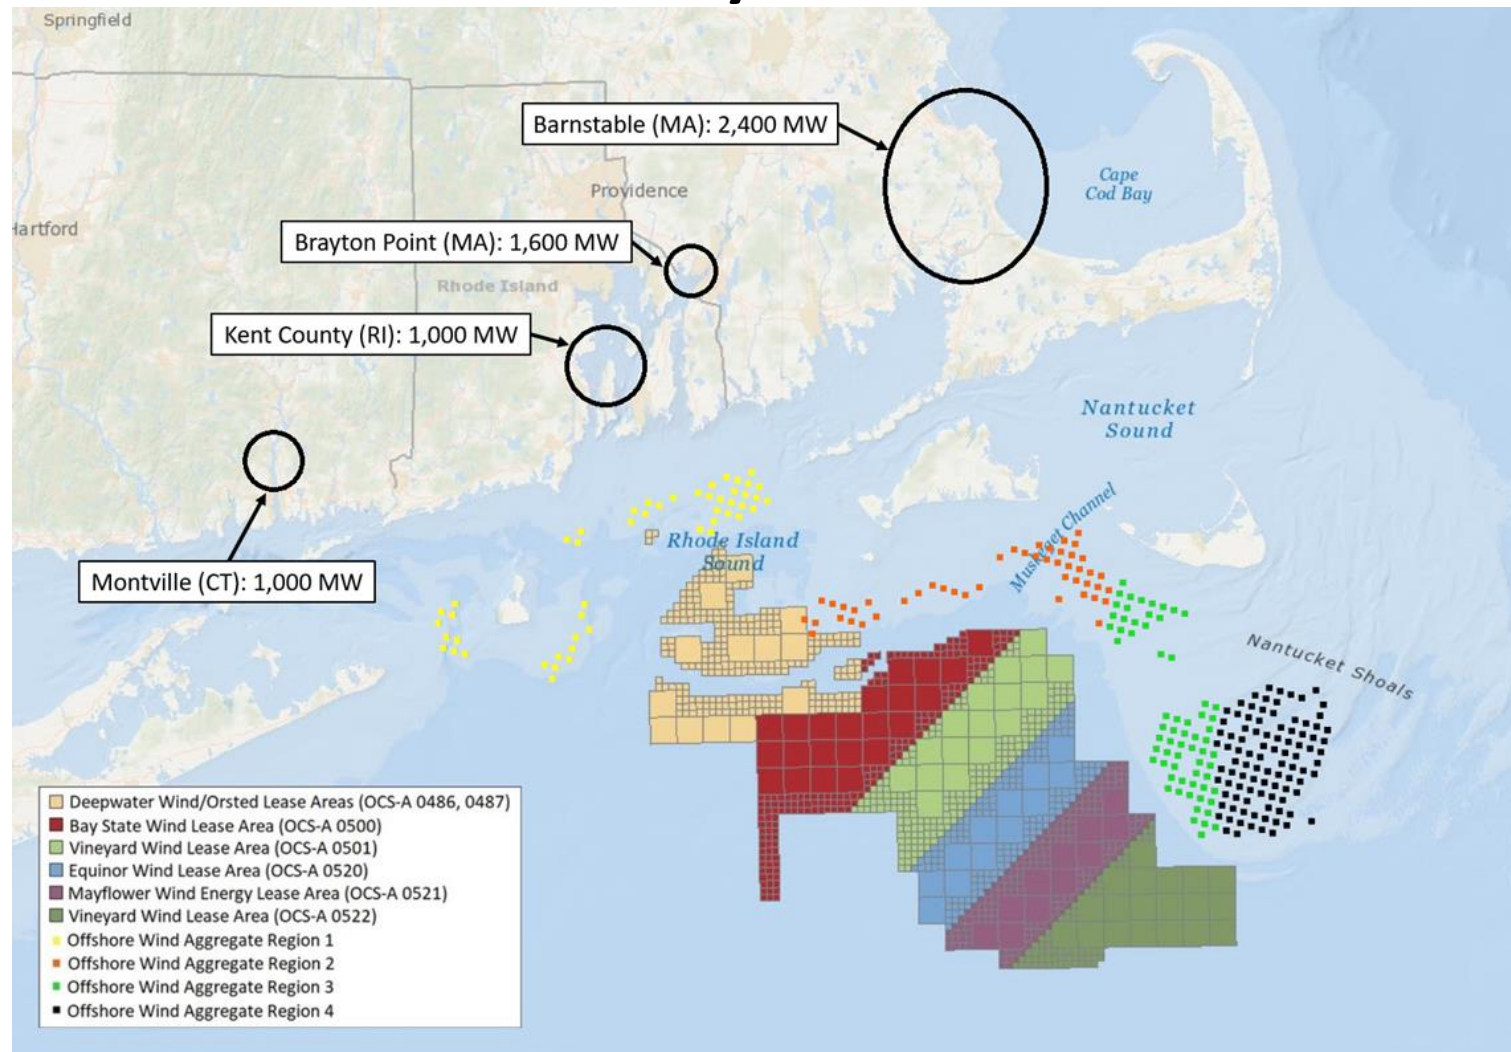 Springfield
Barnstable (MA): 2,400 MW
Cape
Cod Bay
Providence
Hartford
Brayton Point (MA): 1,600 MW
Rhode Island
Kent County (RI): 1,000 MW
Nantucket
Sound
Muskeget Channel
Rhode Island
Sound
Montville (CT): 1,000 MW
Nantucket Shoals
Deepwater Wind/Orsted Lease Areas (OCS-A 0486, 0487)
Bay State Wind Lease Area (OCS-A 0500)
Vineyard Wind Lease Area (OCS-A 0501)
Equinor Wind Lease Area (OCS-A 0520)
Mayflower Wind Energy Lease Area (OCS-A 0521)
Vineyard Wind Lease Area (OCS-A 0522)
Offshore Wind Aggregate Region 1
Offshore Wind Aggregate Region 2
Offshore Wind Aggregate Region 3
Offshore Wind Aggregate Region 4